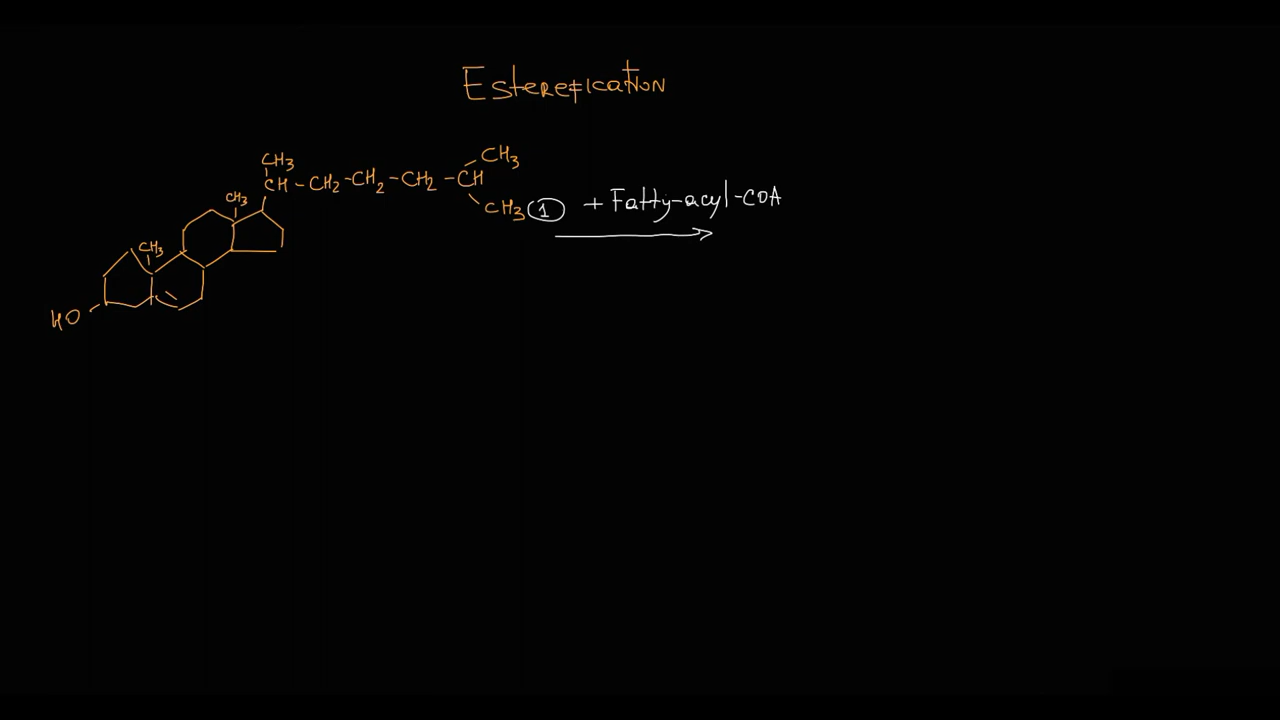 Esterefication
CH3
CH3
CH - CH2 - CH2 - CH2 - CH
CH3
CH3
1 + Fatty-acyl-COA
CH3
HO